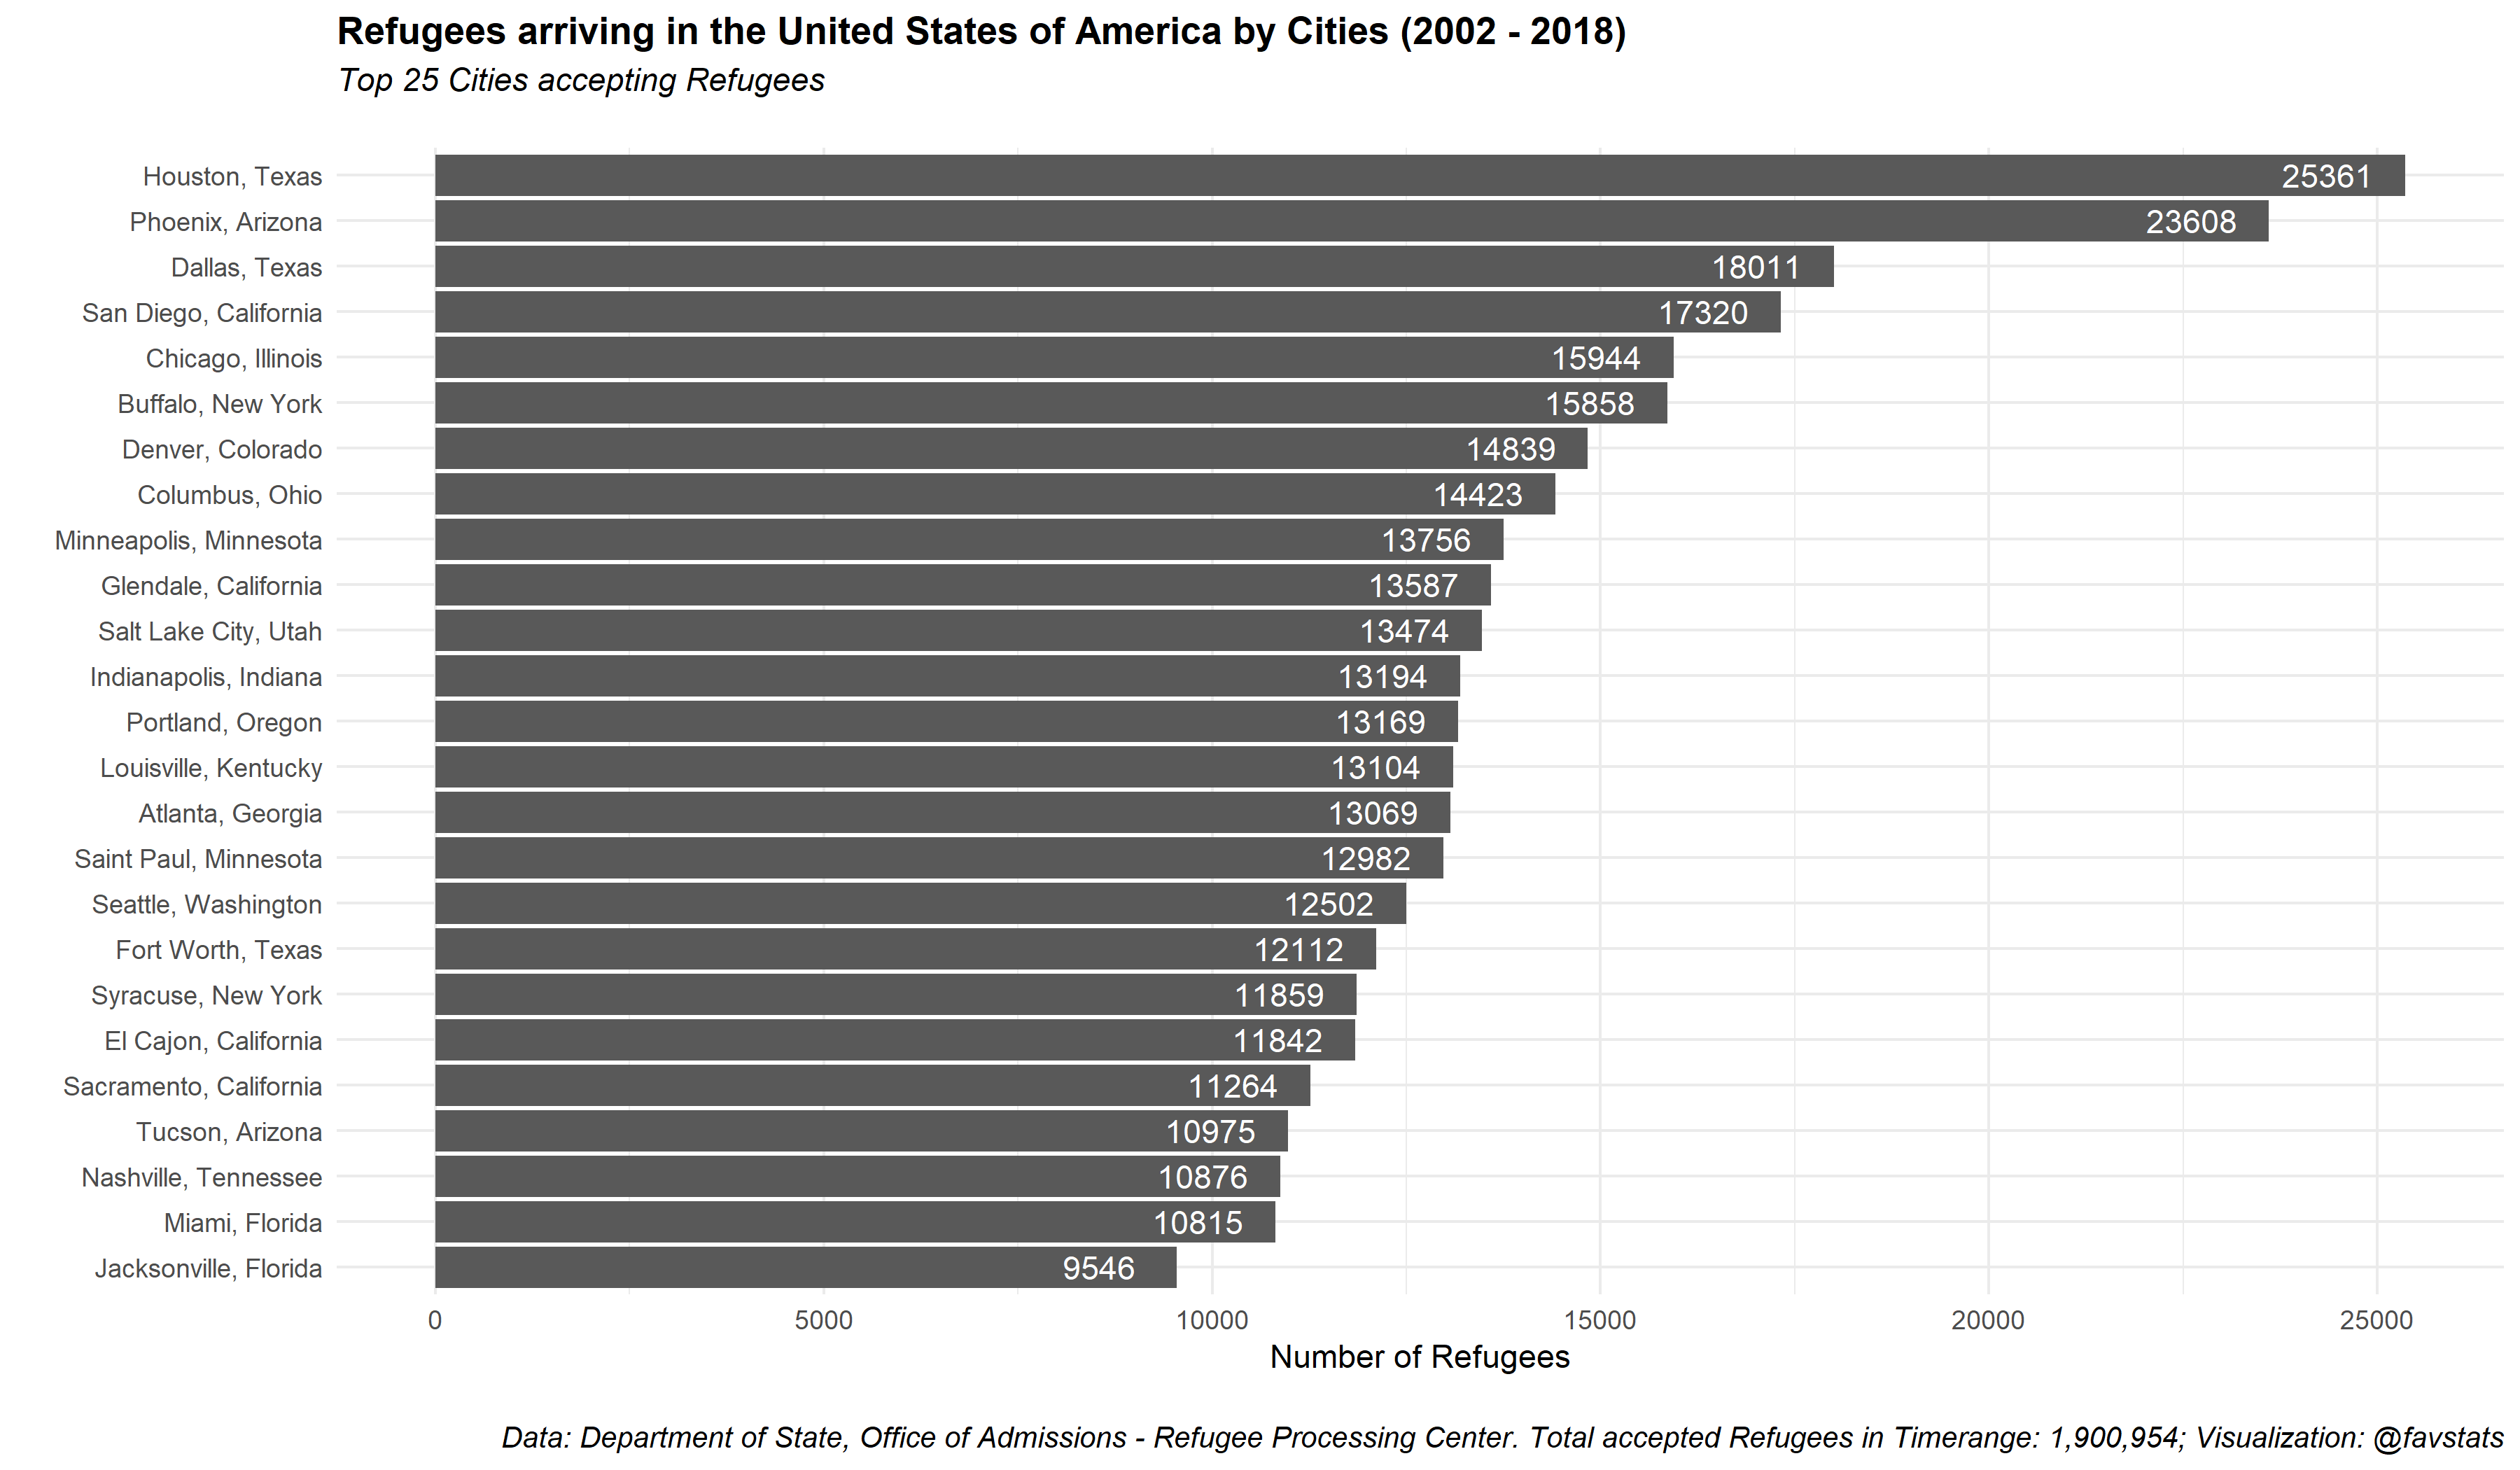 Refugees arriving in the United States of America by Cities (2002 - 2018)
Top 25 Cities accepting Refugees
Houston, Texas 25361
Phoenix, Arizona 23608
Dallas, Texas 18011
San Diego, California 17320
Chicago, Illinois 15944
Buffalo, New York 15858
Denver, Colorado 14839
Columbus, Ohio 14423
Minneapolis, Minnesota 13756
Glendale, California 13587
Salt Lake City, Utah 13474
Indianapolis, Indiana 13194
Portland, Oregon 13169
Louisville, Kentucky 13104
Atlanta, Georgia 13069
Saint Paul, Minnesota 12982
Seattle, Washington 12502
Fort Worth, Texas 12112
Syracuse, New York 11859
El Cajon, California 11842
Sacramento, California 11264
Tucson, Arizona 10975
Nashville, Tennessee 10876
Miami, Florida 10815
Jacksonville, Florida 9546
0 5000 10000 15000 20000 25000
Number of Refugees
Data: Department of State, Office of Admissions - Refugee Processing Center. Total accepted Refugees in Timerange: 1,900,954; Visualization: @favstats